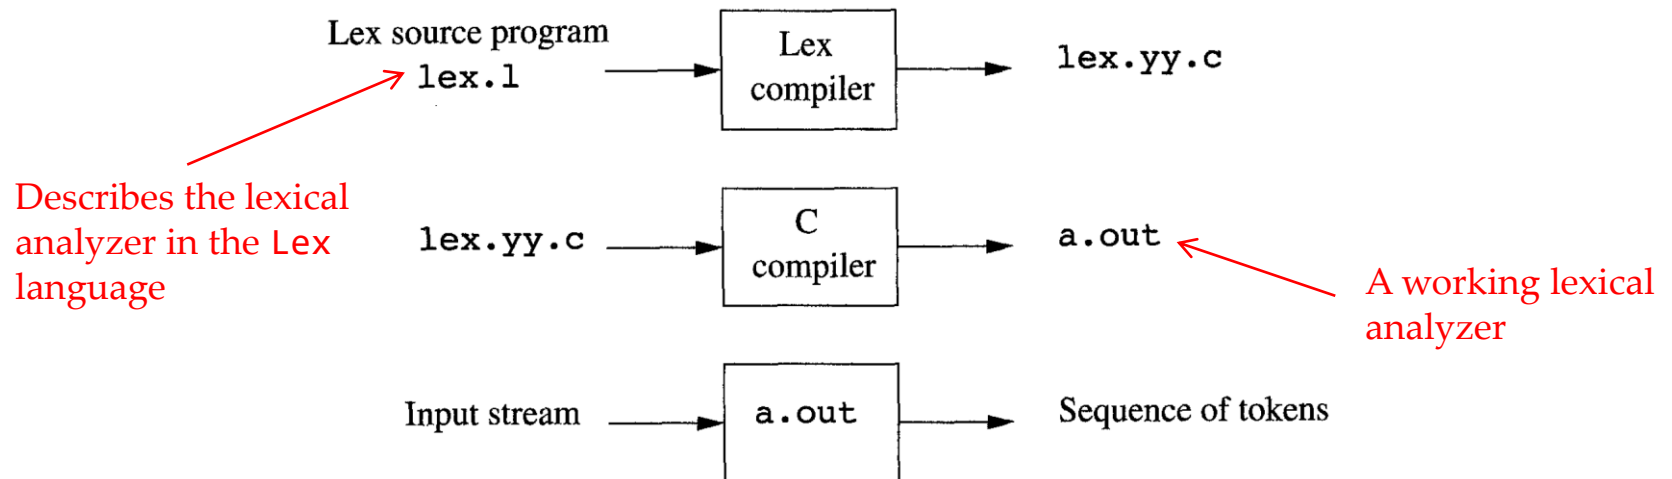 Lex source program
lex.l
Lex
compiler
lex.yy.c
Describes the lexical
analyzer in the Lex
language
lex.yy.c
C
compiler
a.out
A working lexical
analyzer
Input stream
a.out
Sequence of tokens